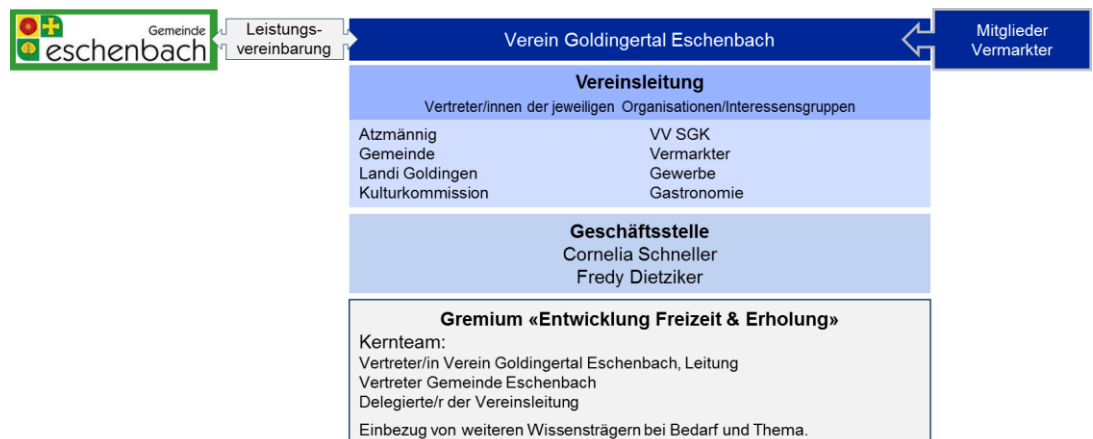 Gemeinde
eschenbach
Leistungs-
vereinbarung
Verein Goldingertal Eschenbach
Mitglieder
Vermarkter
Vereinsleitung
Vertreter/innen der jeweiligen Organisationen/Interessensgruppen
Atzmännig
Gemeinde
Landi Goldingen
Kulturkommission
VV SGK
Vermarkter
Gewerbe
Gastronomie
Geschäftsstelle
Cornelia Schneller
Fredy Dietziker
Gremium «Entwicklung Freizeit & Erholung»
Kernteam:
Vertreter/in Verein Goldingertal Eschenbach, Leitung
Vertreter Gemeinde Eschenbach
Delegierte/r der Vereinsleitung
Einbezug von weiteren Wissensträgern bei Bedarf und Thema.